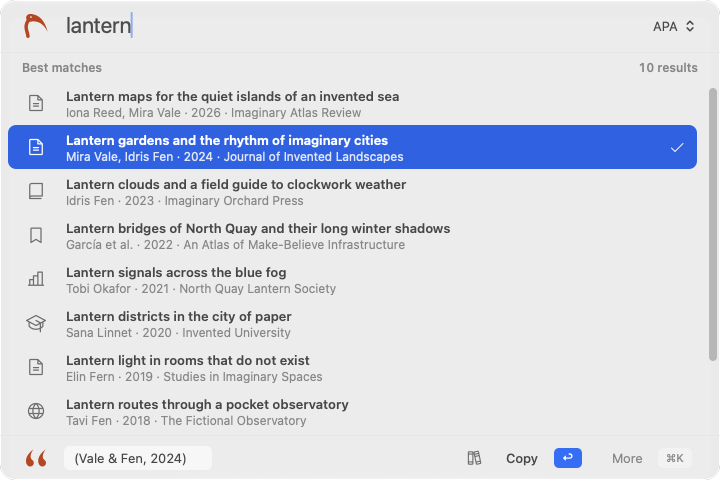 lantern
APA
Best matches
10 results
Lantern maps for the quiet islands of an invented sea
Iona Reed, Mira Vale · 2026 · Imaginary Atlas Review
Lantern gardens and the rhythm of imaginary cities
Mira Vale, Idris Fen · 2024 · Journal of Invented Landscapes
Lantern clouds and a field guide to clockwork weather
Idris Fen · 2023 · Imaginary Orchard Press
Lantern bridges of North Quay and their long winter shadows
García et al. · 2022 · An Atlas of Make-Believe Infrastructure
Lantern signals across the blue fog
Tobi Okafor · 2021 · North Quay Lantern Society
Lantern districts in the city of paper
Sana Linnet · 2020 · Invented University
Lantern light in rooms that do not exist
Elin Fern · 2019 · Studies in Imaginary Spaces
Lantern routes through a pocket observatory
Tavi Fen · 2018 · The Fictional Observatory
(Vale & Fen, 2024)
Copy
More
⌘K